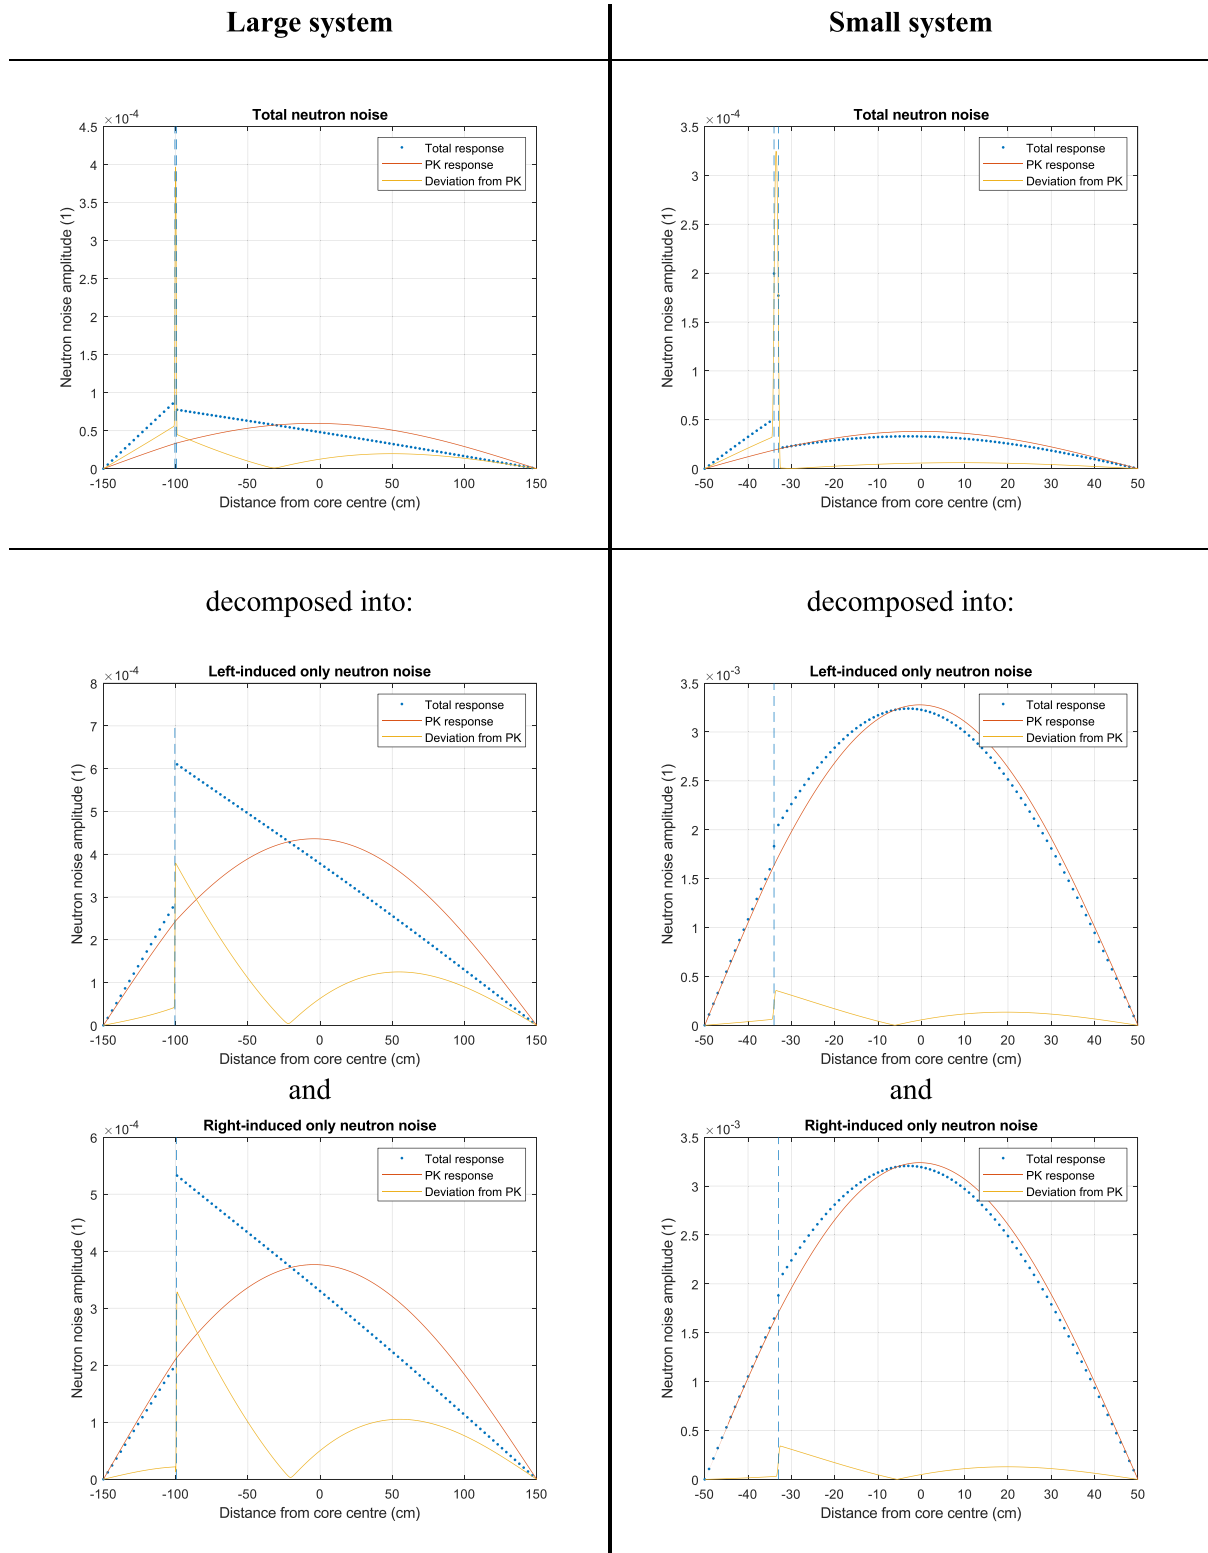 Large system
Small system
Total neutron noise
×10-4
4.5
4
3.5
3
2.5
2
1.5
1
0.5
0
Neutron noise amplitude (1)
Total response
PK response
Deviation from PK
-150 -100 -50 0 50 100 150
Distance from core centre (cm)
Total neutron noise
×10-4
3.5
3
2.5
2
1.5
1
0.5
0
Neutron noise amplitude (1)
Total response
PK response
Deviation from PK
-50 -40 -30 -20 -10 0 10 20 30 40 50
Distance from core centre (cm)
decomposed into:
decomposed into:
Left-induced only neutron noise
×10-4
8
7
6
5
4
3
2
1
0
Neutron noise amplitude (1)
Total response
PK response
Deviation from PK
-150 -100 -50 0 50 100 150
Distance from core centre (cm)
Left-induced only neutron noise
×10-3
3.5
3
2.5
2
1.5
1
0.5
0
Neutron noise amplitude (1)
Total response
PK response
Deviation from PK
-50 -40 -30 -20 -10 0 10 20 30 40 50
Distance from core centre (cm)
and
and
Right-induced only neutron noise
×10-4
6
5
4
3
2
1
0
Neutron noise amplitude (1)
Total response
PK response
Deviation from PK
-150 -100 -50 0 50 100 150
Distance from core centre (cm)
Right-induced only neutron noise
×10-3
3.5
3
2.5
2
1.5
1
0.5
0
Neutron noise amplitude (1)
Total response
PK response
Deviation from PK
-50 -40 -30 -20 -10 0 10 20 30 40 50
Distance from core centre (cm)